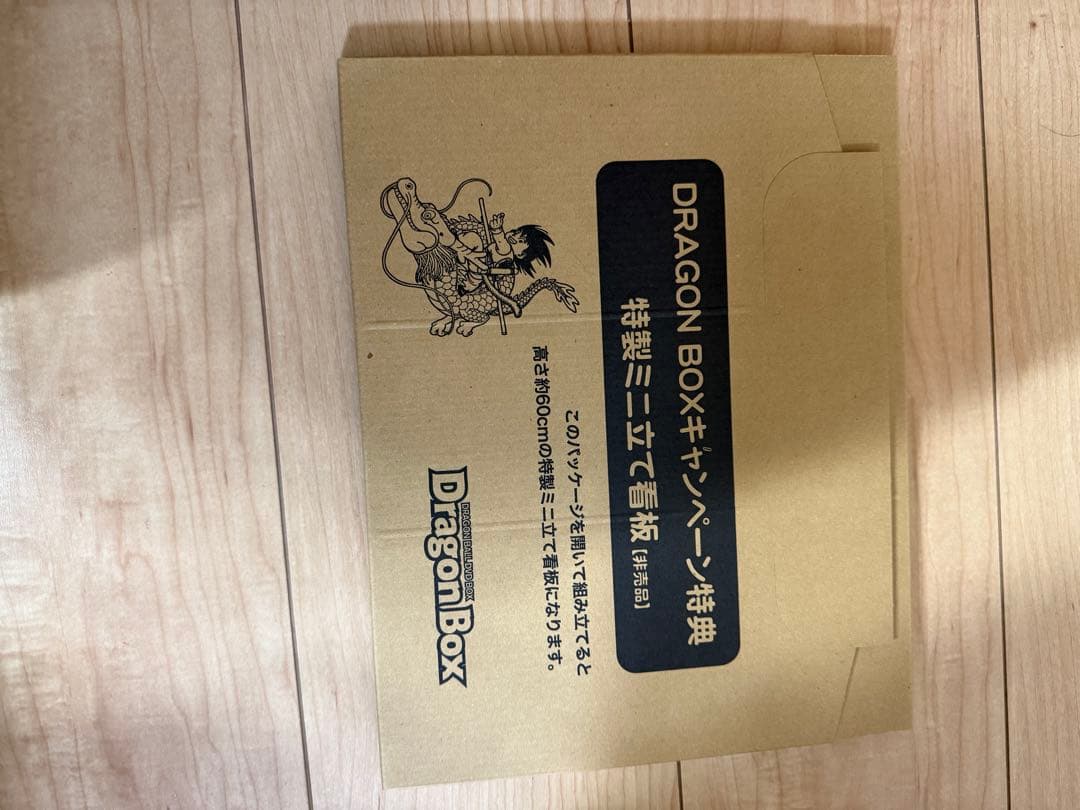 DRAGON BOXキャンペーン特典
特製ミニ立て看板【非売品】
このパッケージを開いて組み立てると
高さ約60cmの特製ミニ立て看板になります。
DRAGON BALL DVD BOX
DragonBox